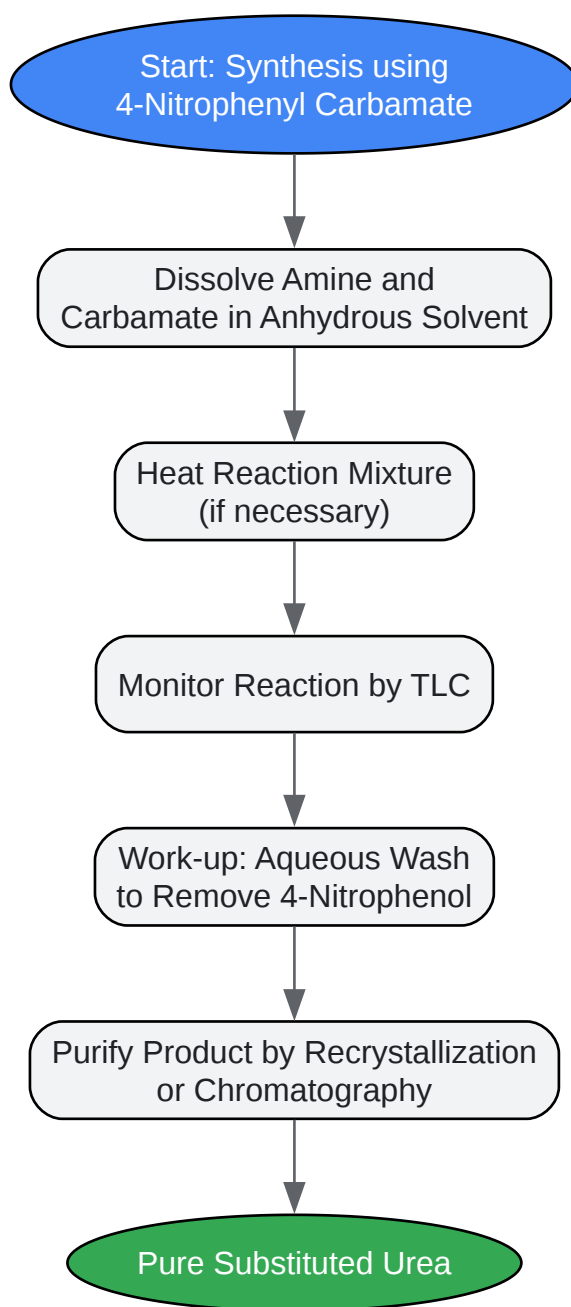 Start: Synthesis using
4-Nitrophenyl Carbamate
Dissolve Amine and
Carbamate in Anhydrous Solvent
Heat Reaction Mixture
(if necessary)
Monitor Reaction by TLC
Work-up: Aqueous Wash
to Remove 4-Nitrophenol
Purify Product by Recrystallization
or Chromatography
Pure Substituted Urea